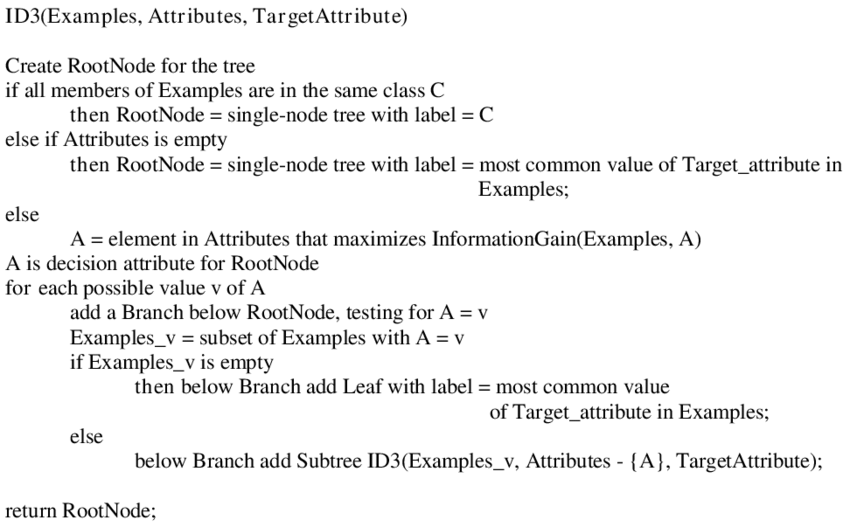 ID3(Examples, Attributes, TargetAttribute)
Create RootNode for the tree
if all members of Examples are in the same class C
then RootNode = single-node tree with label = C
else if Attributes is empty
then RootNode = single-node tree with label = most common value of Target_attribute in
Examples;
else
A = element in Attributes that maximizes InformationGain(Examples, A)
A is decision attribute for RootNode
for each possible value v of A
add a Branch below RootNode, testing for A = v
Examples_v = subset of Examples with A = v
if Examples_v is empty
then below Branch add Leaf with label = most common value
of Target_attribute in Examples;
else
below Branch add Subtree ID3(Examples_v, Attributes - {A}, TargetAttribute);
return RootNode;